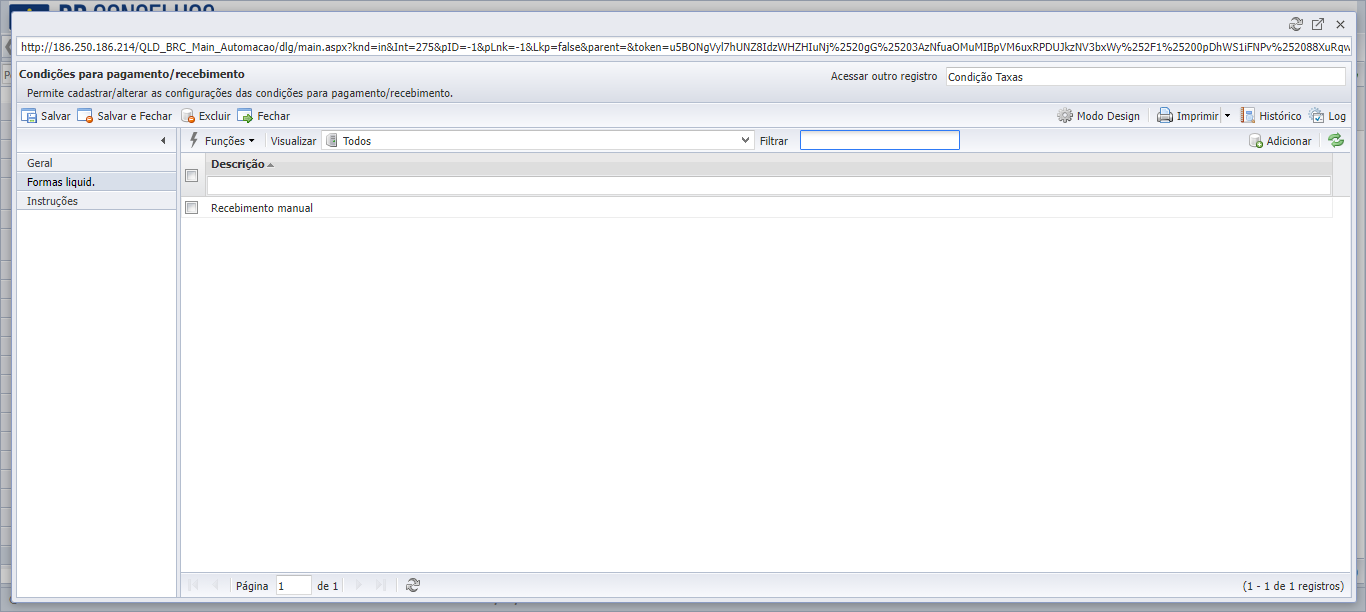 http://186.250.186.214/QLD_BRC_Main_Automacao/dlg/main.aspx?knd=in&Int=275&pID=-1&pLnk=-1&Lkp=false&parent=&token=u5BONgVyl7hUNZ8IdzWHZHIuNj%2520gG%25203AzNfuaOMuMIBpVM6uxRPDUJkzNV3bxWy%252F1%25200pDhWS1iFNPv%252088XuRqw
Condições para pagamento/recebimento
Acessar outro registro Condição Taxas
Permite cadastrar/alterar as configurações das condições para pagamento/recebimento.
Salvar Salvar e Fechar Excluir Fechar Modo Design Imprimir Histórico Log
Funções Visualizar Todos Filtrar Adicionar
Geral
Formas liquid.
Instruções
Descrição
Recebimento manual
Página 1 de 1 (1 - 1 de 1 registros)